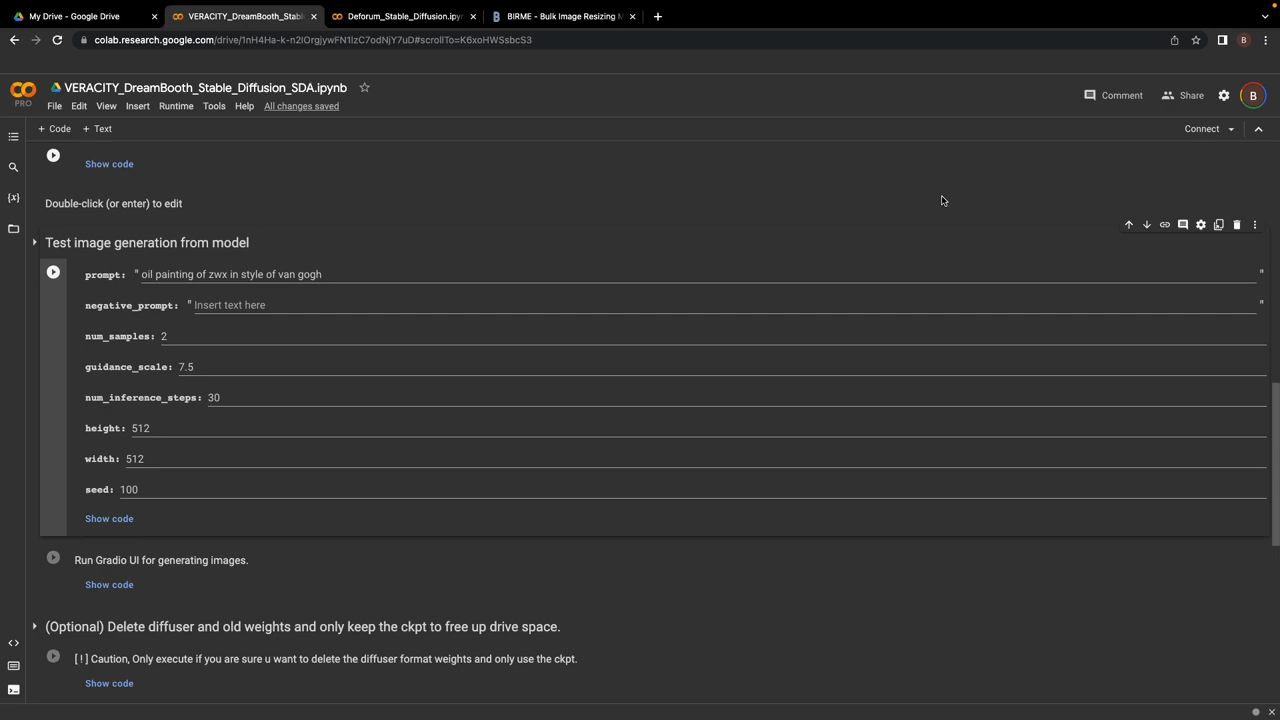 My Drive - Google Drive
VERACITY_DreamBooth_Stabl
Deforum_Stable_Diffusion.ipyn
BIRME - Bulk Image Resizing M
colab.research.google.com/drive/1nH4Ha-k-n2IOrgjywFN1IzC7odNjY7uD#scrollTo=K6xoHWSsbcS3
B
PRO
VERACITY_DreamBooth_Stable_Diffusion_SDA.ipynb
File Edit View Insert Runtime Tools Help All changes saved
Comment
Share
B
+ Code + Text
Connect
Show code
Double-click (or enter) to edit
Test image generation from model
prompt: " oil painting of zwx in style of van gogh "
negative_prompt: " Insert text here "
num_samples: 2
guidance_scale: 7.5
num_inference_steps: 30
height: 512
width: 512
seed: 100
Show code
Run Gradio UI for generating images.
Show code
(Optional) Delete diffuser and old weights and only keep the ckpt to free up drive space.
[ ! ] Caution, Only execute if you are sure u want to delete the diffuser format weights and only use the ckpt.
Show code